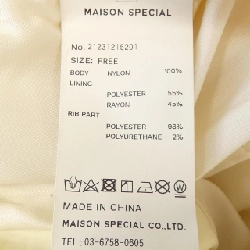 MAISON SPECIAL
No. 21231216201
SIZE: FREE
BODY NYLON 100%
LINING
POLYESTER 55%
RAYON 45%
RIB PART
POLYESTER 98%
POLYURETHANE 2%
MADE IN CHINA
MAISON SPECIAL CO.,LTD.
TEL : 03-6758-0605